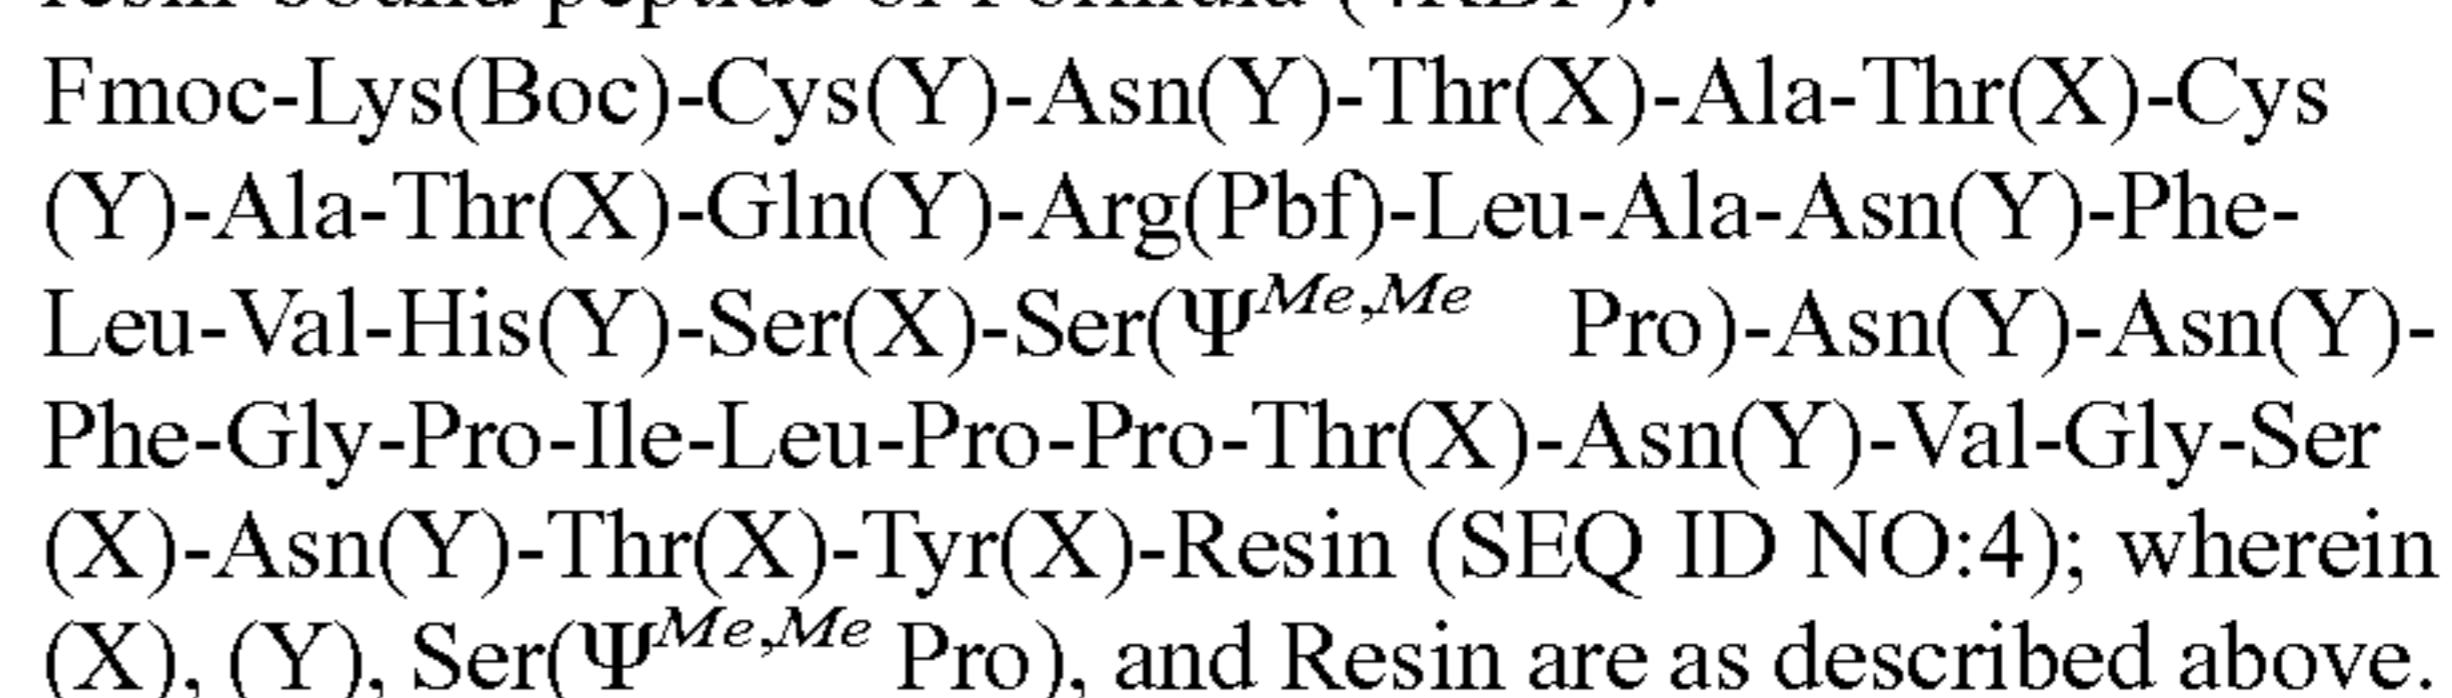 Fmoc-Lys(Boc)-Cys(Y)-Asn(Y)-Thr(X)-Ala-Thr(X)-Cys
(Y)-Ala-Thr(X)-Gln(Y)-Arg(Pbf)-Leu-Ala-Asn(Y)-Phe-
Leu-Val-His(Y)-Ser(X)-Ser(Ψ^Me,Me Pro)-Asn(Y)-Asn(Y)-
Phe-Gly-Pro-Ile-Leu-Pro-Pro-Thr(X)-Asn(Y)-Val-Gly-Ser
(X)-Asn(Y)-Thr(X)-Tyr(X)-Resin (SEQ ID NO:4); wherein
(X), (Y), Ser(Ψ^Me,Me Pro), and Resin are as described above.